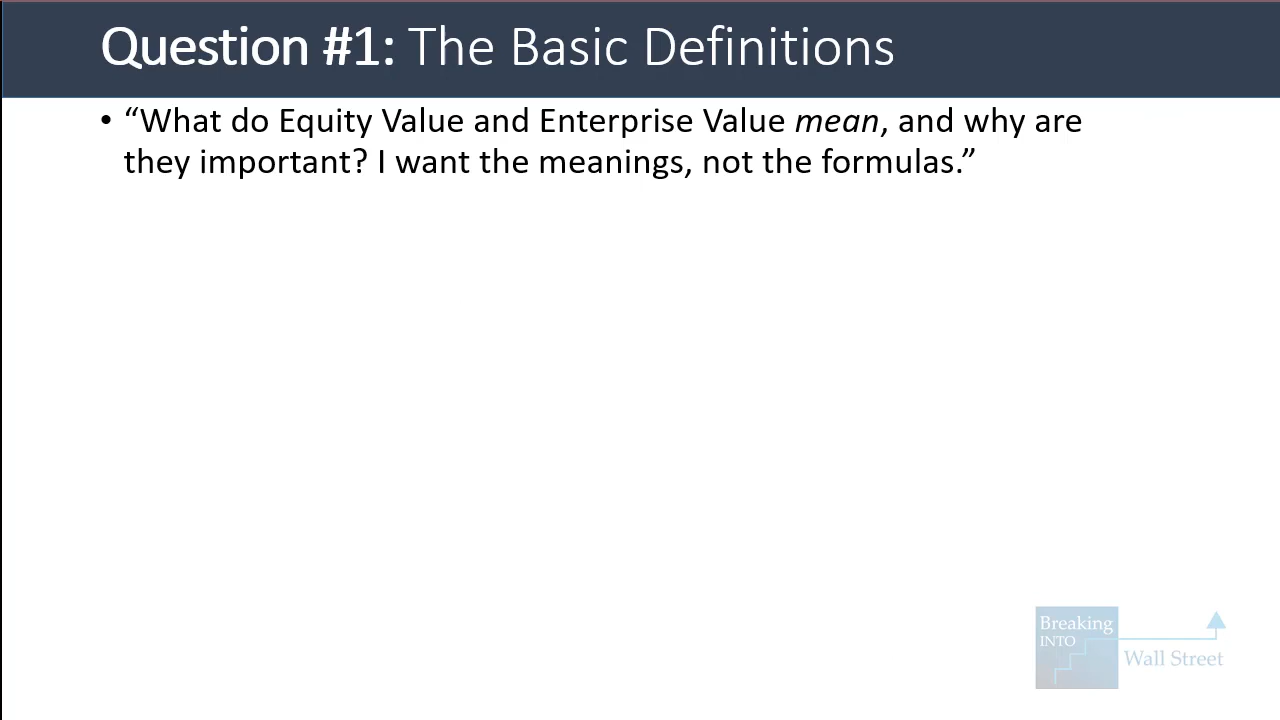 Question #1: The Basic Definitions
• “What do Equity Value and Enterprise Value mean, and why are
they important? I want the meanings, not the formulas.”
Breaking
INTO
Wall Street